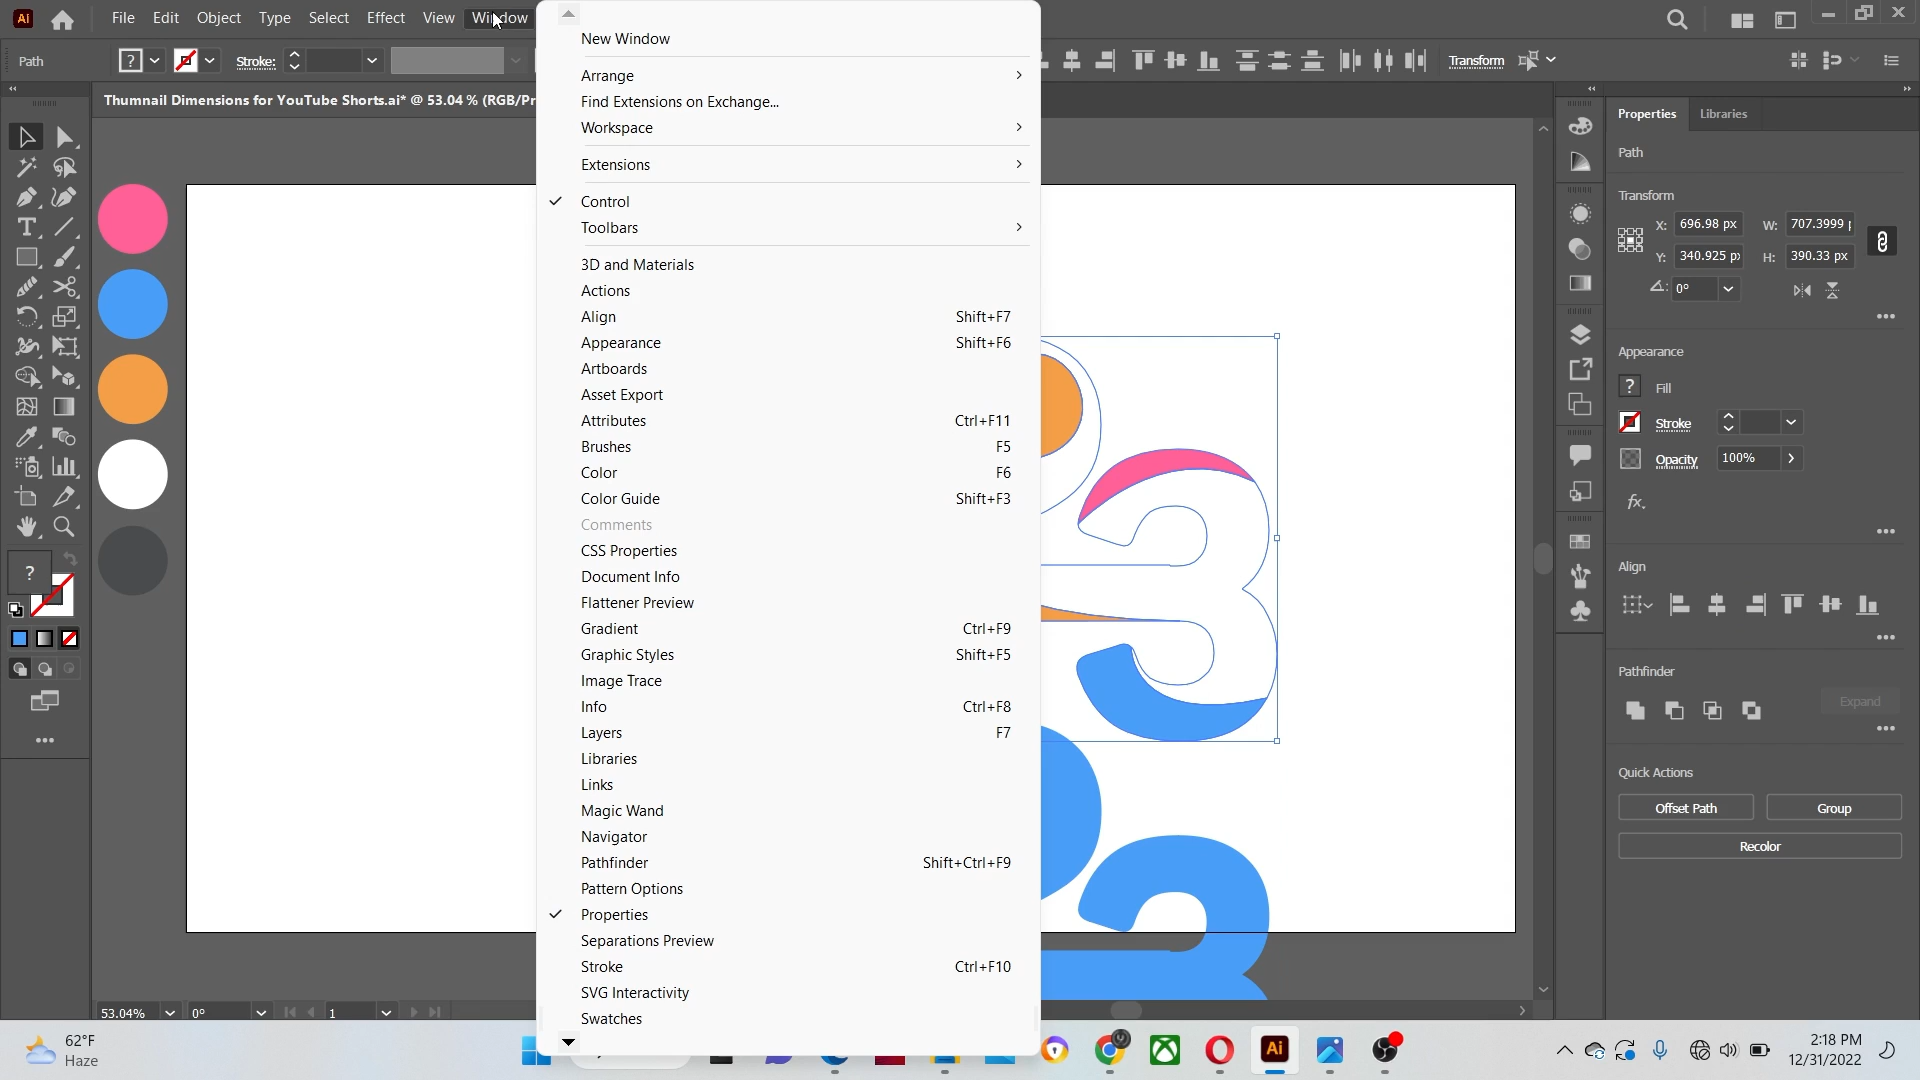 Ai File Edit Object Type Select Effect View Window
Path Stroke: Transform
Thumnail Dimensions for YouTube Shorts.ai* @ 53.04 % (RGB/Pr
New Window
Arrange
Find Extensions on Exchange...
Workspace
Extensions
Control
Toolbars
3D and Materials
Actions
Align Shift+F7
Appearance Shift+F6
Artboards
Asset Export
Attributes Ctrl+F11
Brushes F5
Color F6
Color Guide Shift+F3
Comments
CSS Properties
Document Info
Flattener Preview
Gradient Ctrl+F9
Graphic Styles Shift+F5
Image Trace
Info Ctrl+F8
Layers F7
Libraries
Links
Magic Wand
Navigator
Pathfinder Shift+Ctrl+F9
Pattern Options
Properties
Separations Preview
Stroke Ctrl+F10
SVG Interactivity
Swatches
Properties Libraries
Path
Transform
X: 696.98 px W: 707.3999
Y: 340.925 px H: 390.33 px
0°
Appearance
? Fill
Stroke
Opacity 100%
fx.
Align
Pathfinder
Expand
Quick Actions
Offset Path Group
Recolor
53.04% 0° 1
62°F
Haze
Ai
2:18 PM
12/31/2022